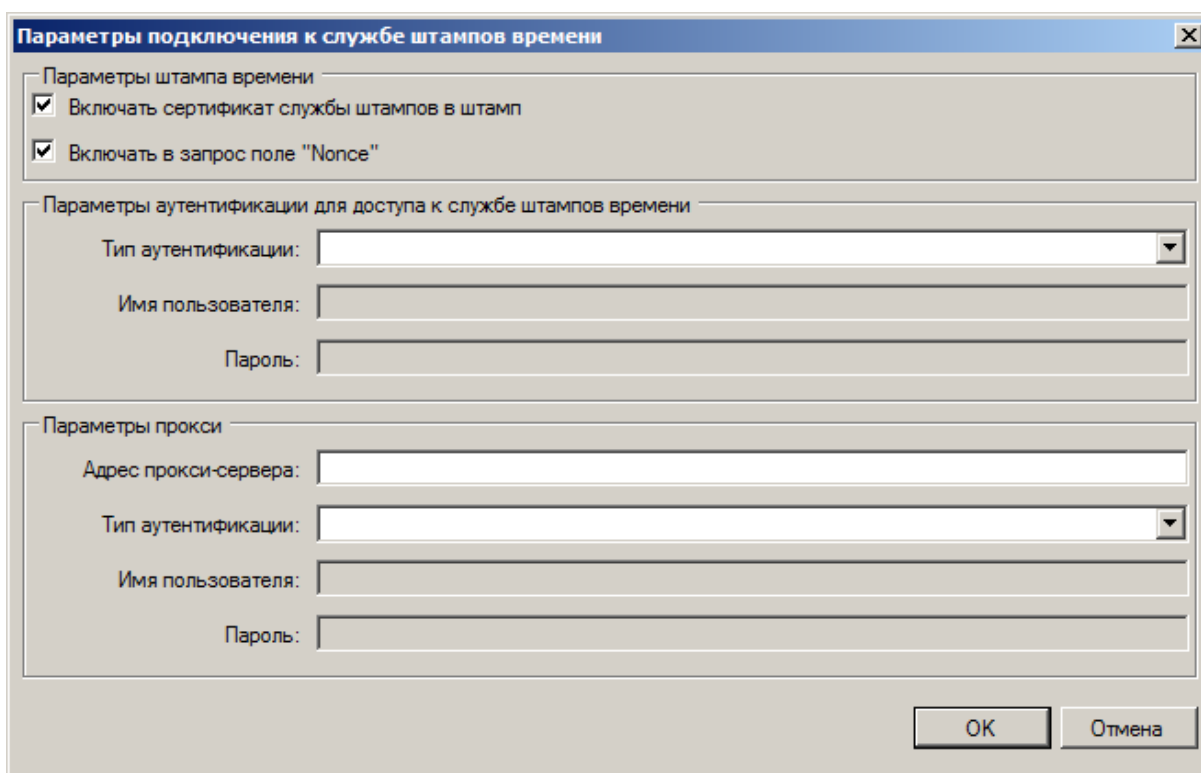 Параметры подключения к службе штампов времени
Параметры штампа времени
Включать сертификат службы штампов в штамп
Включать в запрос поле "Nonce"
Параметры аутентификации для доступа к службе штампов времени
Тип аутентификации:
Имя пользователя:
Пароль:
Параметры прокси
Адрес прокси-сервера:
Тип аутентификации:
Имя пользователя:
Пароль:
OK Отмена